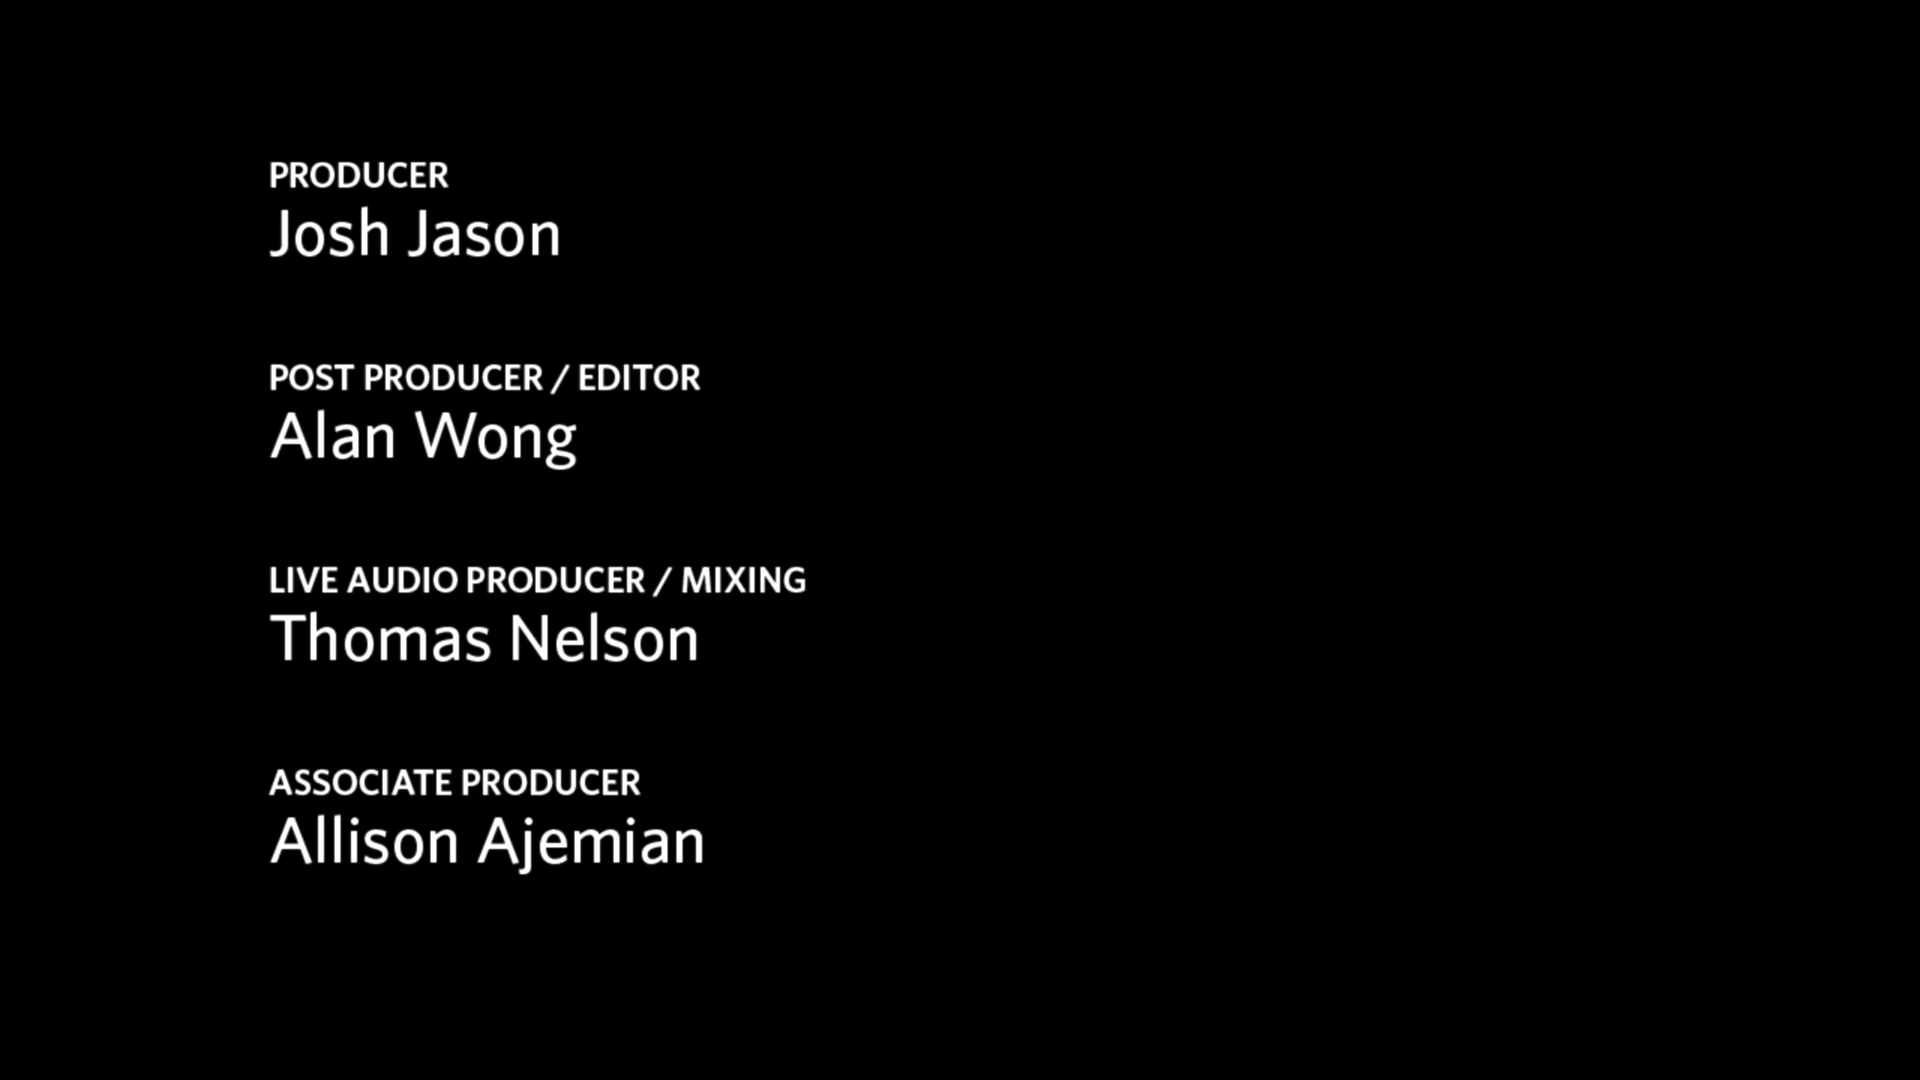 PRODUCER
Josh Jason
POST PRODUCER / EDITOR
Alan Wong
LIVE AUDIO PRODUCER / MIXING
Thomas Nelson
ASSOCIATE PRODUCER
Allison Ajemian